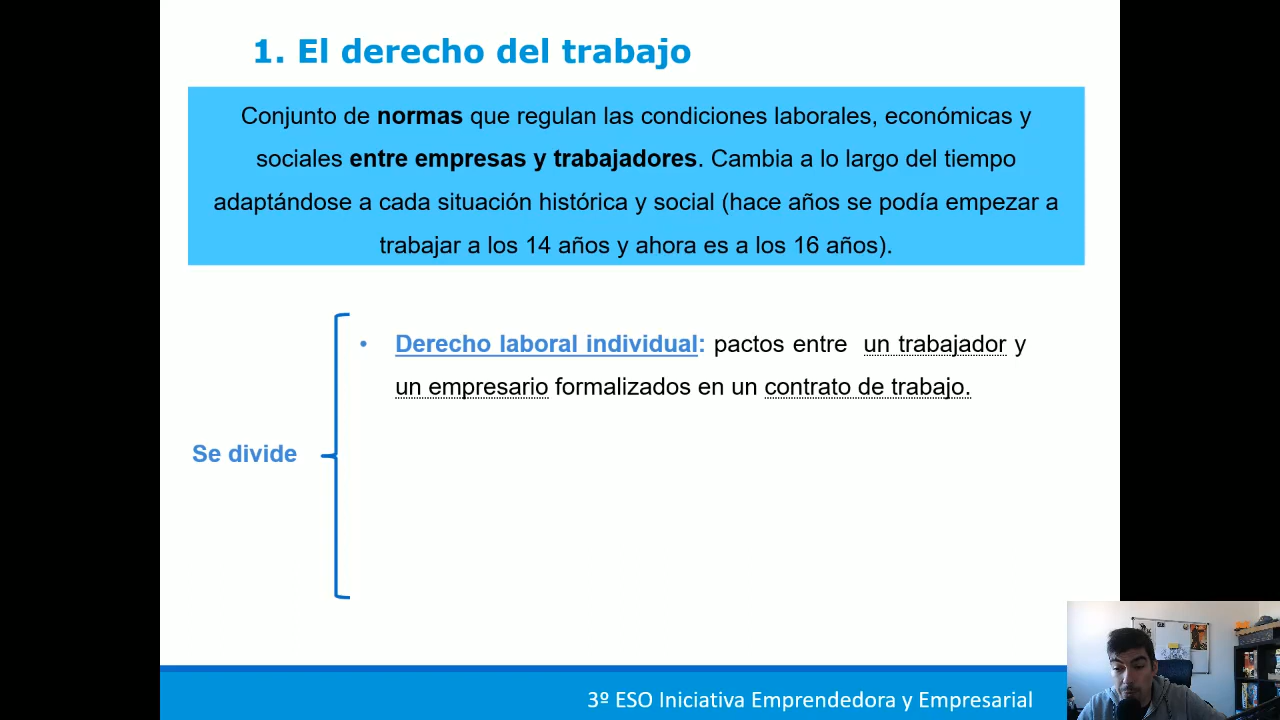 1. El derecho del trabajo
Conjunto de normas que regulan las condiciones laborales, económicas y
sociales entre empresas y trabajadores. Cambia a lo largo del tiempo
adaptándose a cada situación histórica y social (hace años se podía empezar a
trabajar a los 14 años y ahora es a los 16 años).
• Derecho laboral individual: pactos entre un trabajador y
un empresario formalizados en un contrato de trabajo.
Se divide
3º ESO Iniciativa Emprendedora y Empresarial